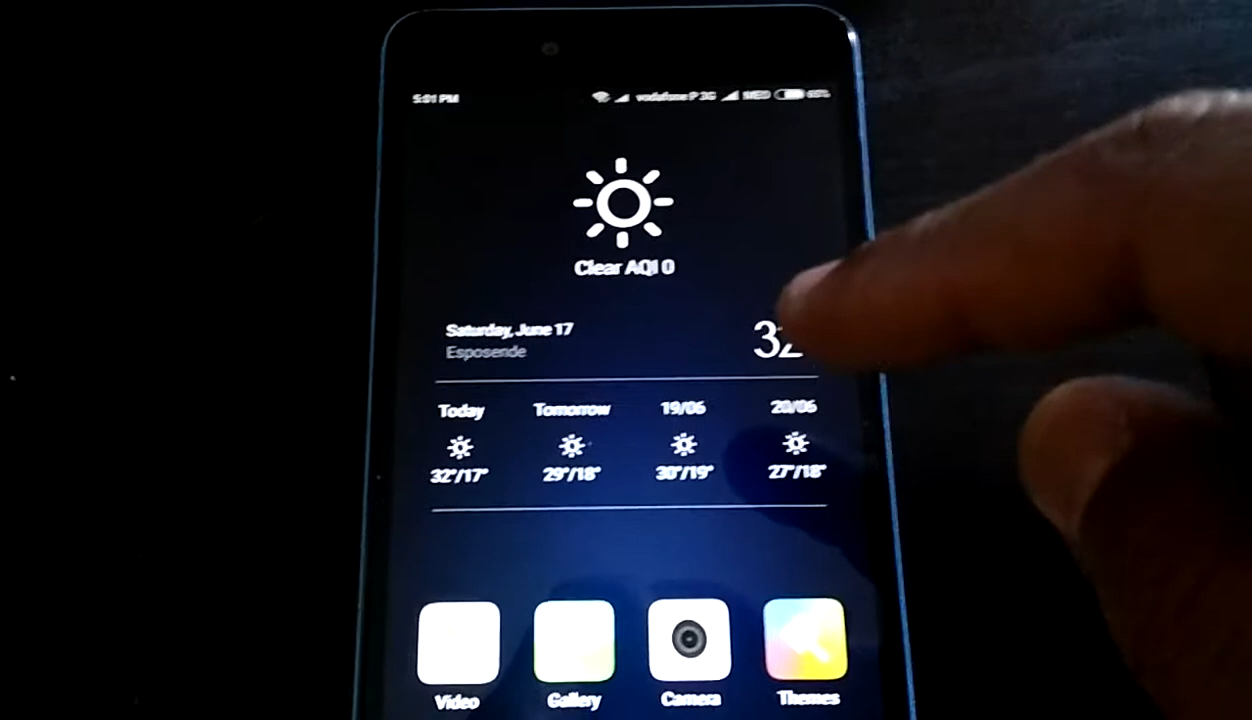 5:01 PM vodafone P 3G MEO
Clear AQI 0
Saturday, June 17
Esposende
32
Today Tomorrow 19/06 20/06
32°/17° 29°/18° 30°/19° 27°/18°
Video Gallery Camera Themes